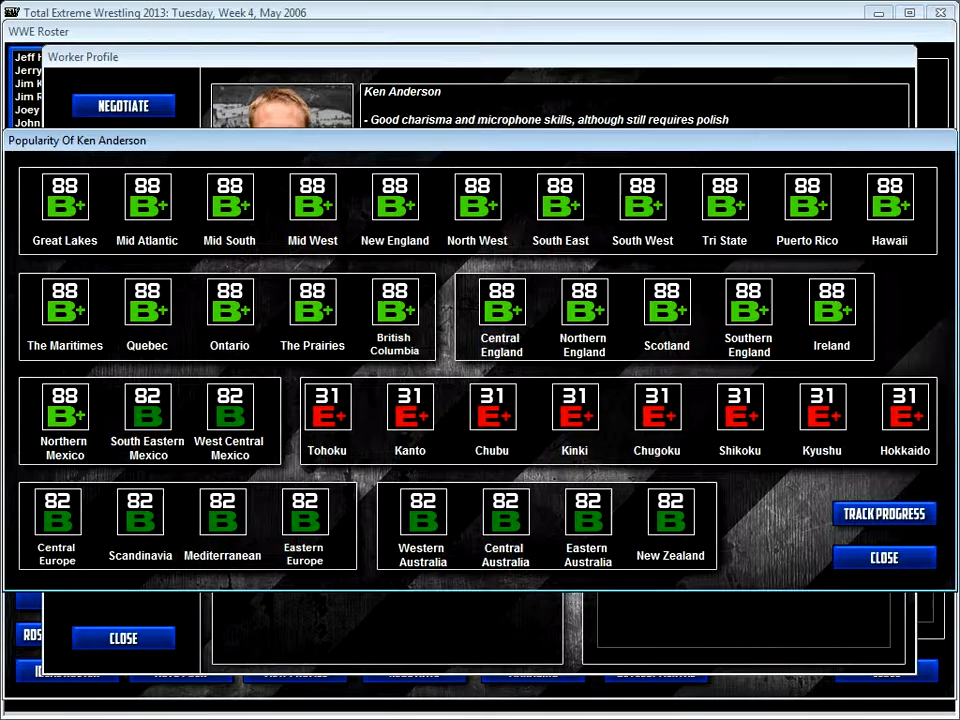 Total Extreme Wrestling 2013: Tuesday, Week 4, May 2006
WWE Roster
Jeff
Jerry
Jim
Jim
Joey
John
Worker Profile
NEGOTIATE
Ken Anderson
- Good charisma and microphone skills, although still requires polish
Popularity Of Ken Anderson
88 88 88 88 88 88 88 88 88 88 88
B+ B+ B+ B+ B+ B+ B+ B+ B+ B+ B+
Great Lakes Mid Atlantic Mid South Mid West New England North West South East South West Tri State Puerto Rico Hawaii
88 88 88 88 88 88 88 88 88 88
B+ B+ B+ B+ B+ B+ B+ B+ B+ B+
The Maritimes Quebec Ontario The Prairies British Columbia Central England Northern England Scotland Southern England Ireland
88 82 82 31 31 31 31 31 31 31 31
B+ B B E+ E+ E+ E+ E+ E+ E+ E+
Northern Mexico South Eastern Mexico West Central Mexico Tohoku Kanto Chubu Kinki Chugoku Shikoku Kyushu Hokkaido
82 82 82 82 82 82 82 82
B B B B B B B B
Central Europe Scandinavia Mediterranean Eastern Europe Western Australia Central Australia Eastern Australia New Zealand
TRACK PROGRESS
CLOSE
CLOSE